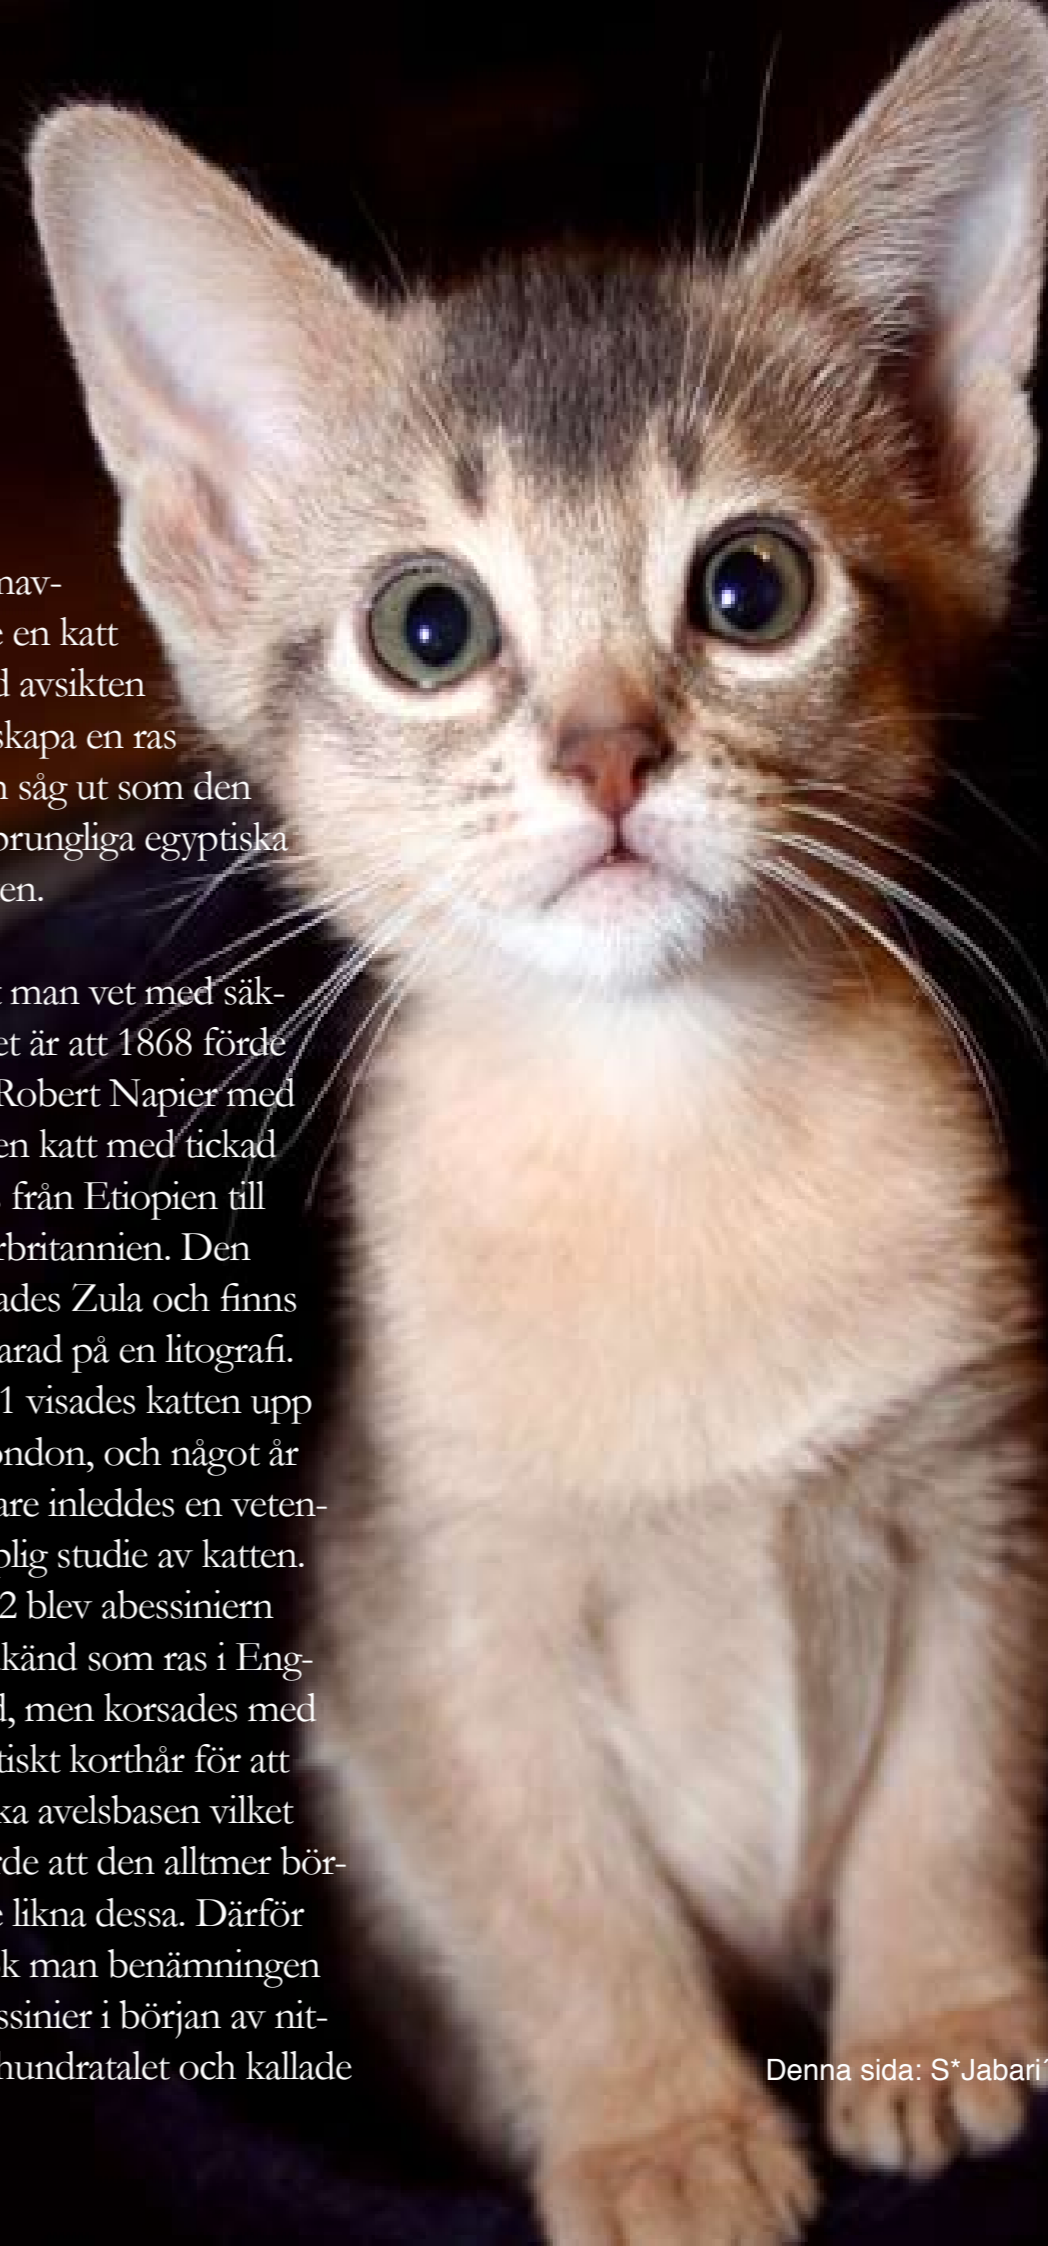 nav-
e en katt
d avsikten
skapa en ras
n såg ut som den
prungliga egyptiska
en.
t man vet med säk-
et är att 1868 förde
Robert Napier med
en katt med tickad
från Etiopien till
rbritannien. Den
ades Zula och finns
arad på en litografi.
1 visades katten upp
ondon, och något år
are inleddes en veten-
plig studie av katten.
2 blev abessiniern
känd som ras i Eng-
d, men korsades med
tiskt korthår för att
ka avelsbasen vilket
rde att den alltmer bör-
e likna dessa. Därför
ok man benämningen
ssinier i början av nit-
hundratalet och kallade
Denna sida: S*Jabari